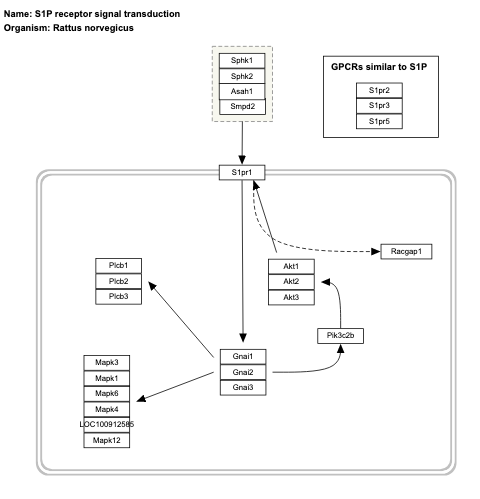 Name: S1P receptor signal transduction
Organism: Rattus norvegicus
Sphk1
Sphk2
Asah1
Smpd2
GPCRs similar to S1P
S1pr2
S1pr3
S1pr5
S1pr1
Racgap1
Plcb1
Plcb2
Plcb3
Akt1
Akt2
Akt3
Pik3c2b
Gnai1
Gnai2
Gnai3
Mapk3
Mapk1
Mapk6
Mapk4
LOC100912585
Mapk12